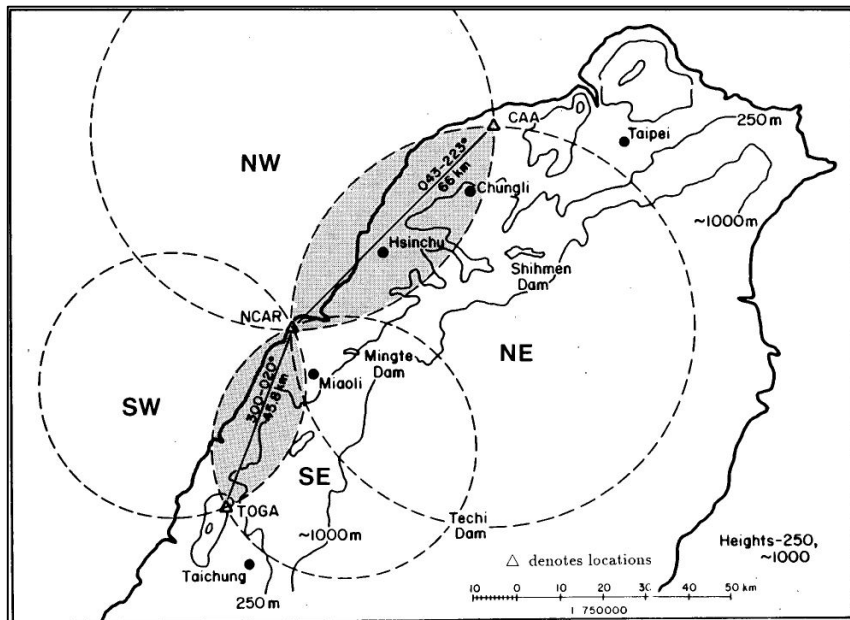 CAA
Taipei
250 m
NW
043-223°
66 km
Chungli
~1000 m
Hsinchu
Shihmen
Dam
NCAR
NE
Mingte
Dam
Miaoli
300-020°
45.8 km
SW
SE
TOGA
~1000m
Techi
Dam
Heights-250,
~1000
Taichung
△ denotes locations
250 m
10 0 10 20 30 40 50 km
1 750000